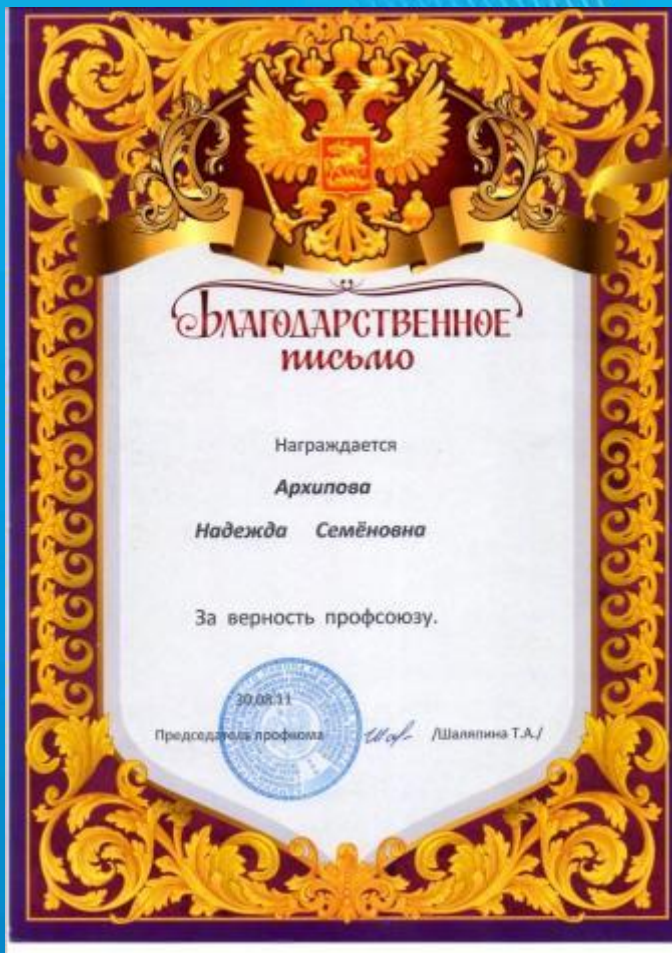 Благодарственное
письмо
Награждается
Архипова
Надежда Семёновна
За верность профсоюзу.
30.08.11
Председатель профкома /Шаляпина Т.А./